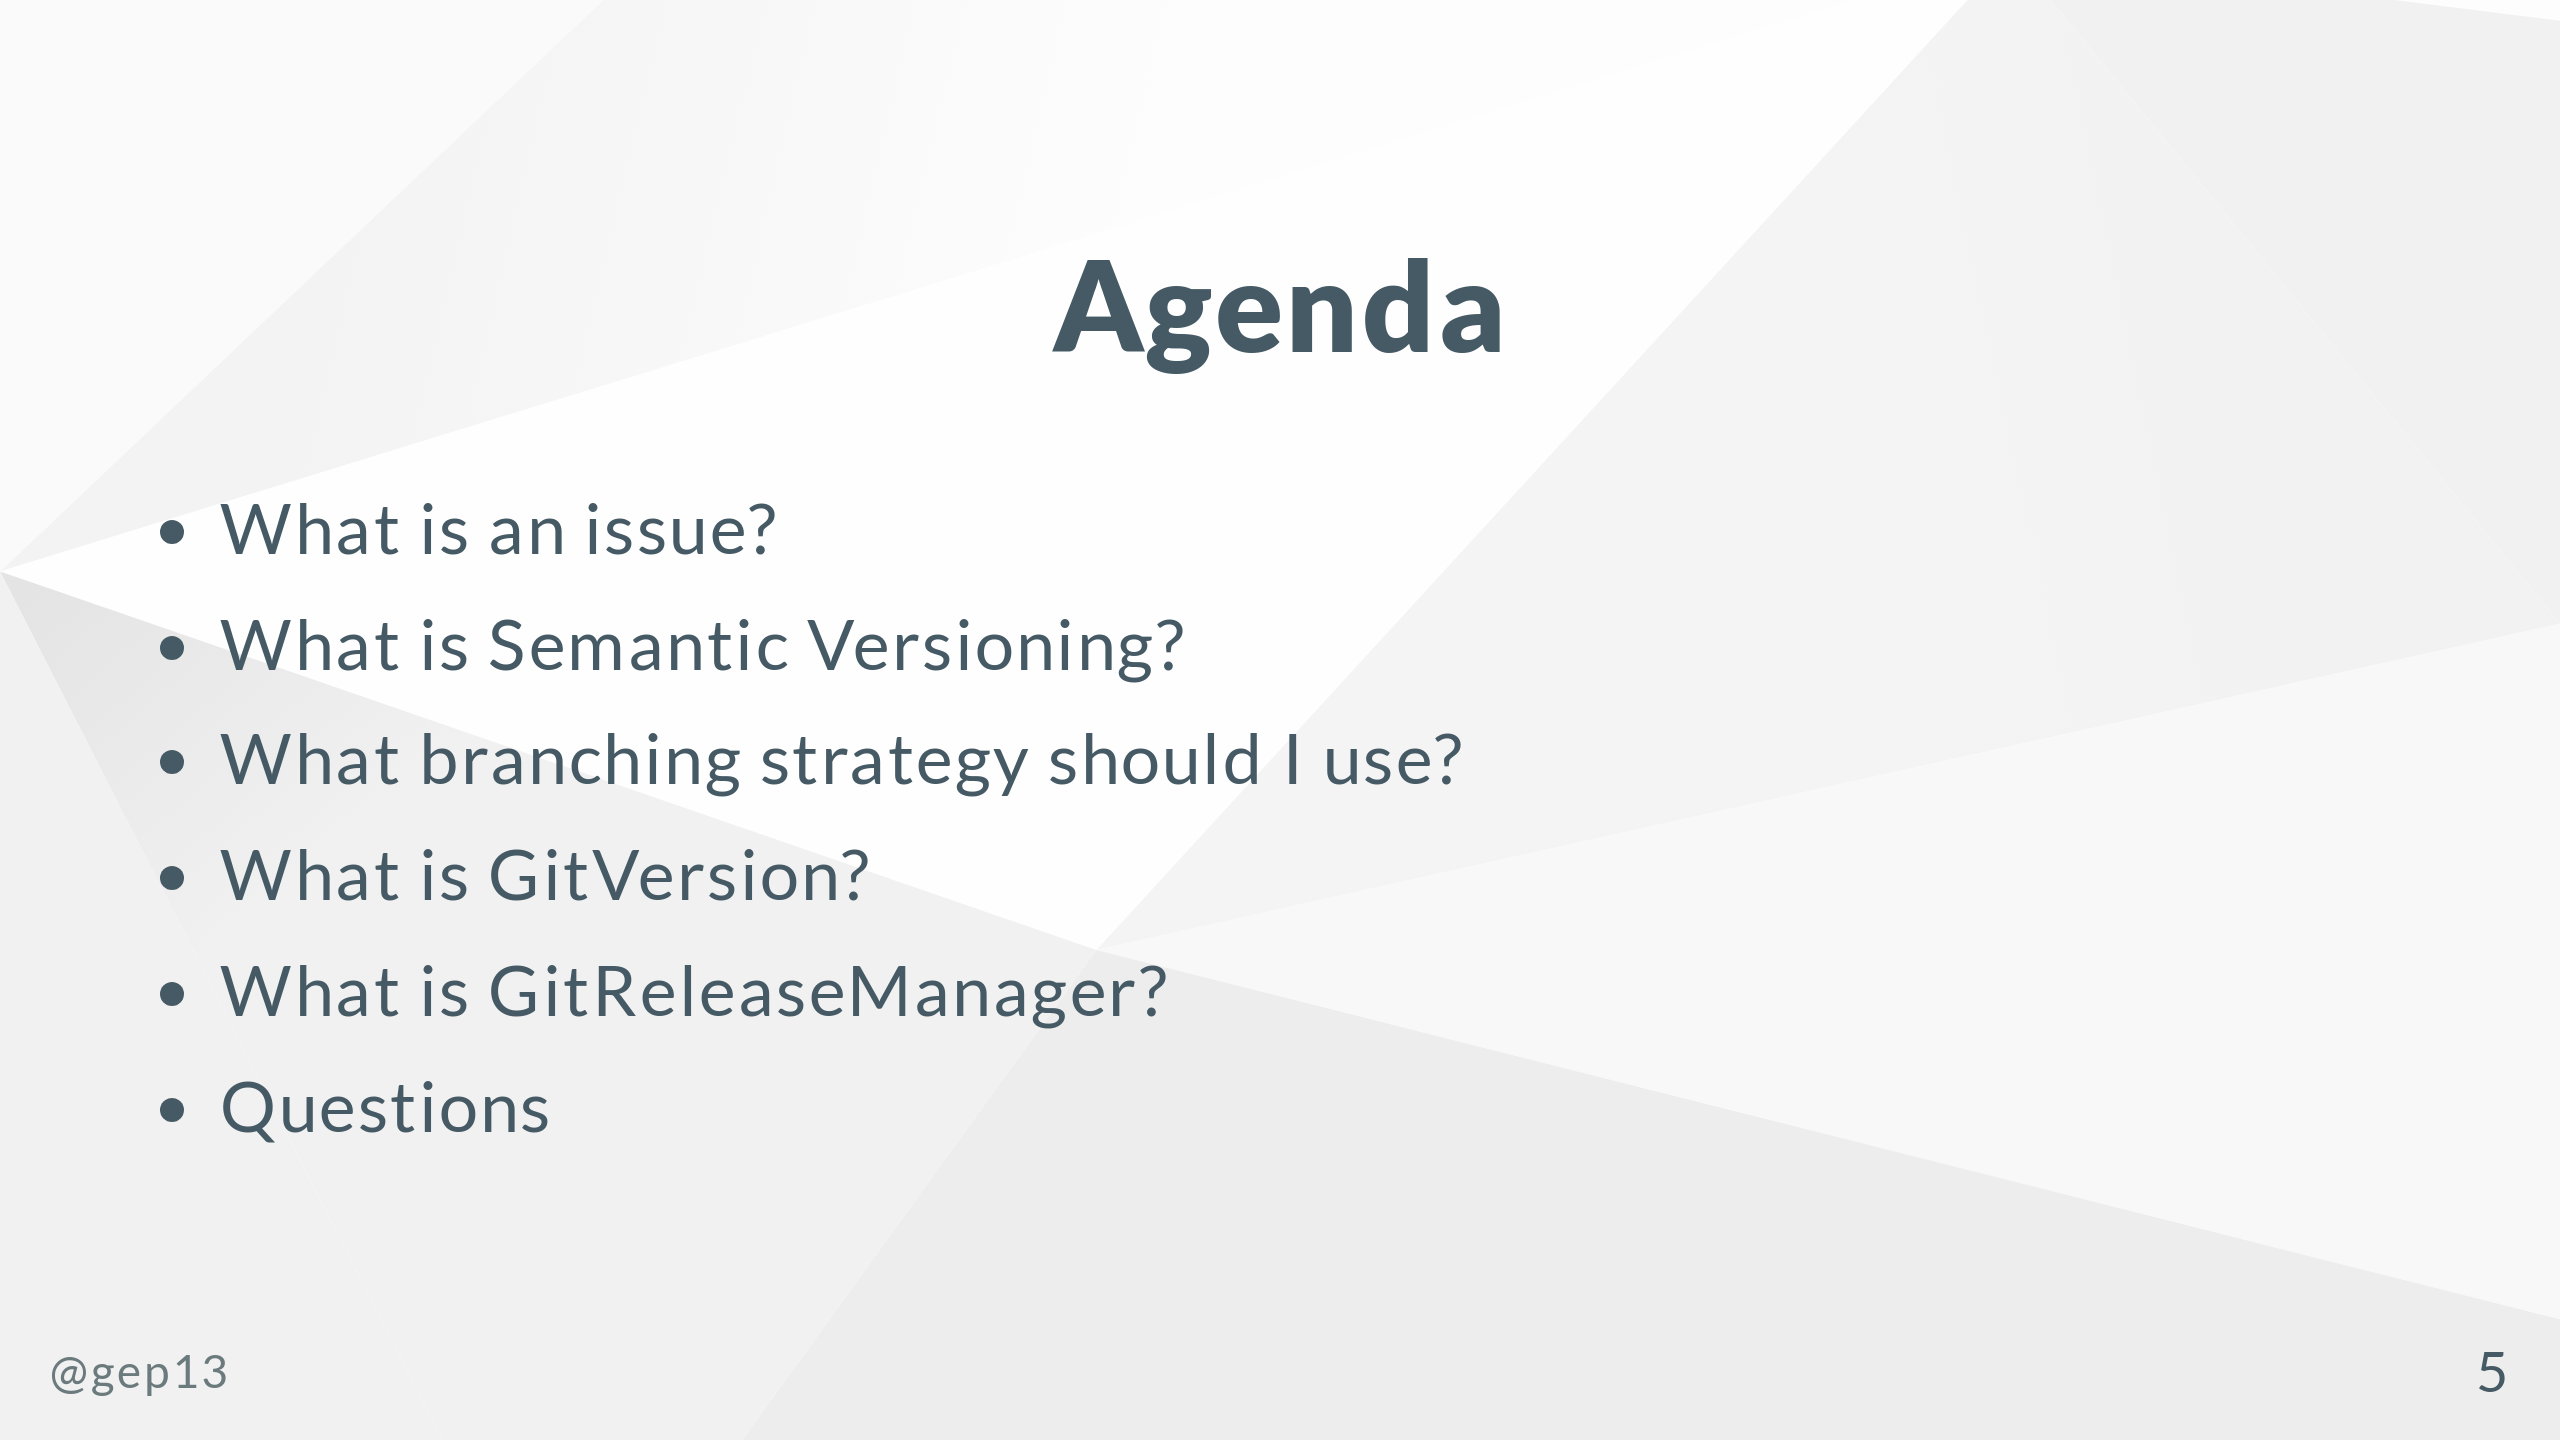 Agenda
• What is an issue?
• What is Semantic Versioning?
• What branching strategy should I use?
• What is GitVersion?
• What is GitReleaseManager?
• Questions
@gep13
5